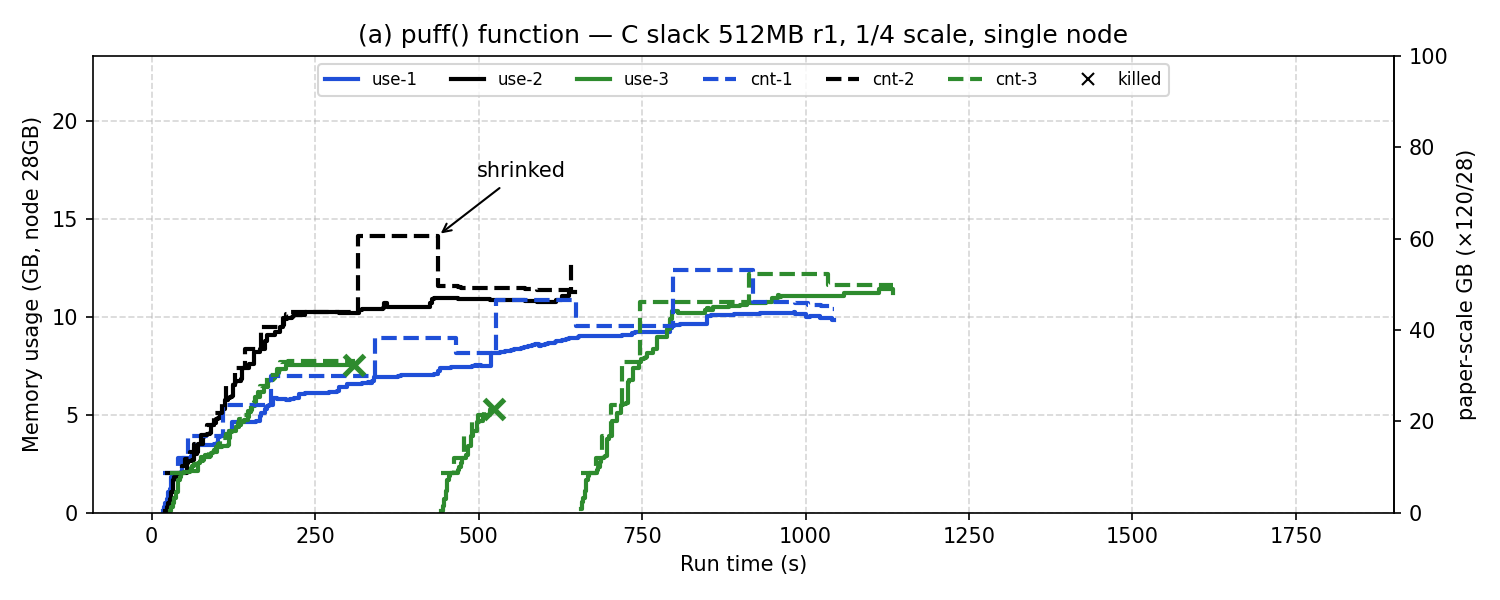 (a) puff() function — C slack 512MB r1, 1/4 scale, single node
use-1 use-2 use-3 cnt-1 cnt-2 cnt-3 killed
shrinked
Memory usage (GB, node 28GB)
20
15
10
5
0
100
80
60
40
20
0
paper-scale GB (×120/28)
0 250 500 750 1000 1250 1500 1750
Run time (s)